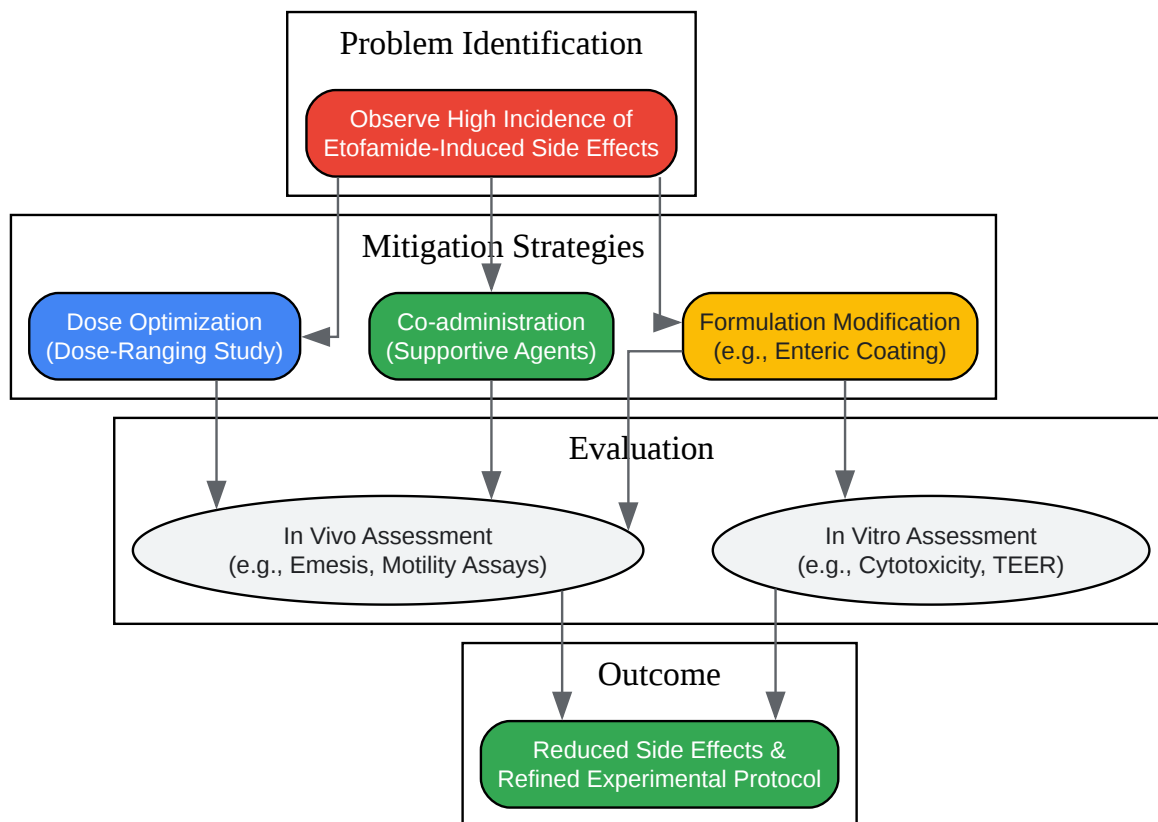 Problem Identification
Observe High Incidence of
Etofamide-Induced Side Effects
Mitigation Strategies
Dose Optimization
(Dose-Ranging Study)
Co-administration
(Supportive Agents)
Formulation Modification
(e.g., Enteric Coating)
Evaluation
In Vivo Assessment
(e.g., Emesis, Motility Assays)
In Vitro Assessment
(e.g., Cytotoxicity, TEER)
Outcome
Reduced Side Effects &
Refined Experimental Protocol